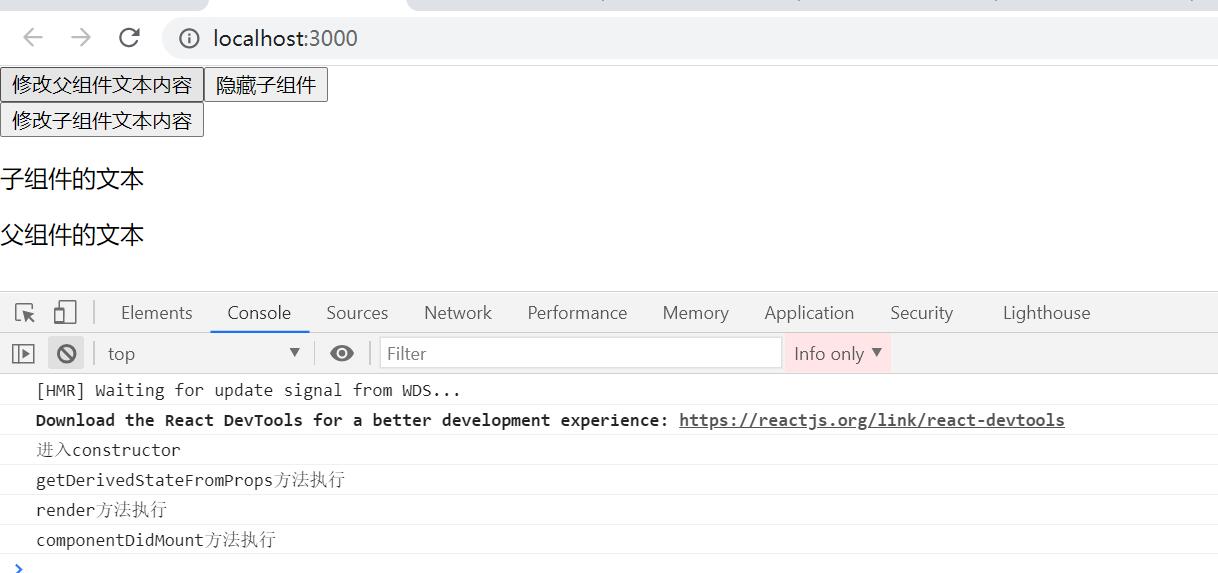 localhost:3000
修改父组件文本内容 隐藏子组件
修改子组件文本内容
子组件的文本
父组件的文本
Elements Console Sources Network Performance Memory Application Security Lighthouse
top Filter Info only
[HMR] Waiting for update signal from WDS...
Download the React DevTools for a better development experience: https://reactjs.org/link/react-devtools
进入constructor
getDerivedStateFromProps方法执行
render方法执行
componentDidMount方法执行